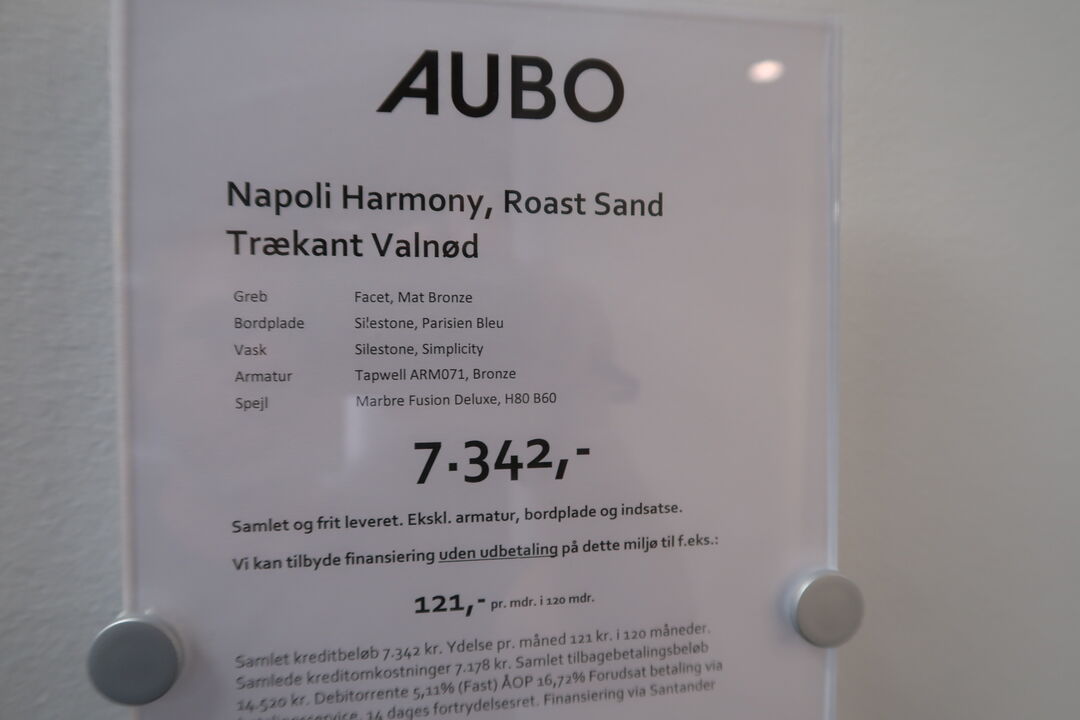 AUBO
Napoli Harmony, Roast Sand
Trækant Valnød
Greb Facet, Mat Bronze
Bordplade Silestone, Parisien Bleu
Vask Silestone, Simplicity
Armatur Tapwell ARM071, Bronze
Spejl Marbre Fusion Deluxe, H80 B60
7.342,-
Samlet og frit leveret. Ekskl. armatur, bordplade og indsatse.
Vi kan tilbyde finansiering uden udbetaling på dette miljø til f.eks.:
121,- pr. mdr. i 120 mdr.
Samlet kreditbeløb 7.342 kr. Ydelse pr. måned 121 kr. i 120 måneder.
Samlede kreditomkostninger 7.178 kr. Samlet tilbagebetalingsbeløb
14.520 kr. Debitorrente 5,11% (Fast) ÅOP 16,72% Forudsat betaling via
14 dages fortrydelsesret. Finansiering via Santander